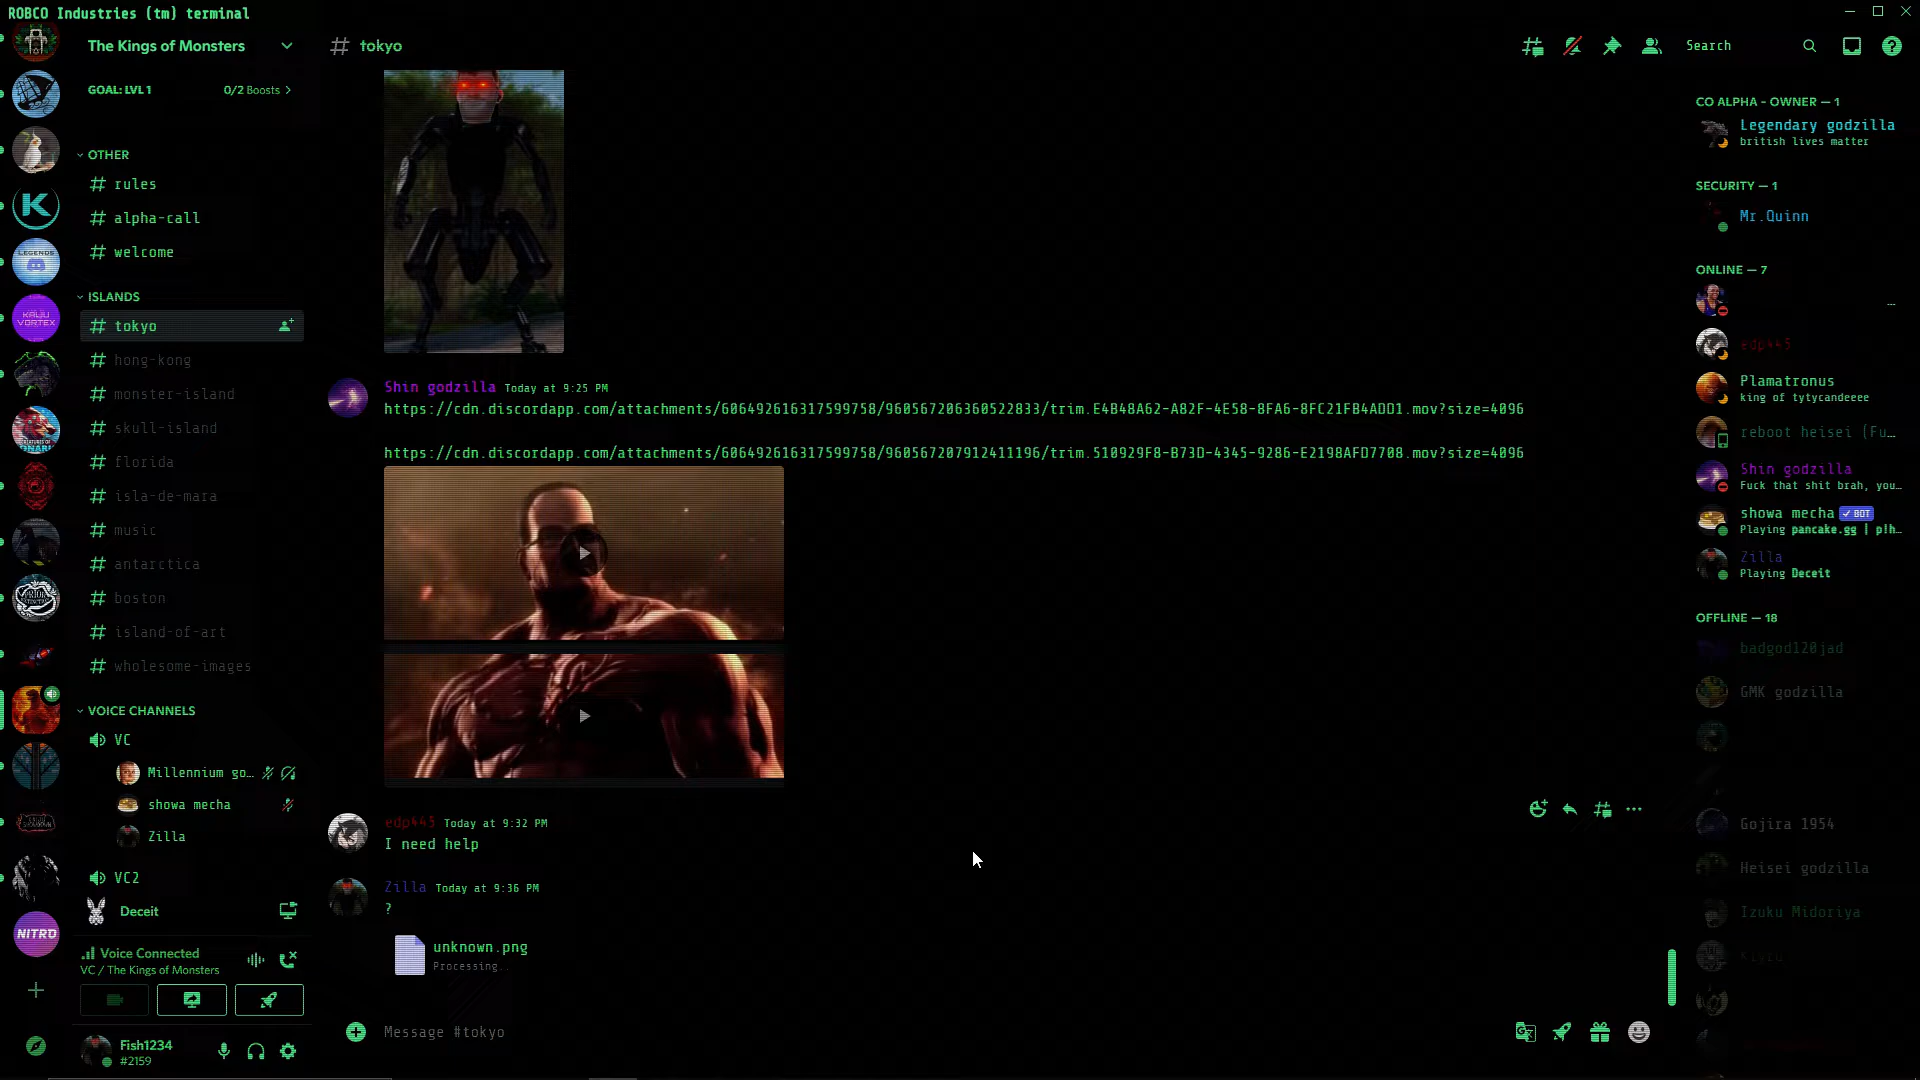 ROBCO Industries (tm) terminal
The Kings of Monsters
GOAL: LVL 1
0/2 Boosts
OTHER
rules
alpha-call
welcome
ISLANDS
tokyo
hong-kong
monster-island
skull-island
florida
isla-de-mara
music
antarctica
boston
island-of-art
wholesome-images
VOICE CHANNELS
VC
Millennium go...
showa mecha
Zilla
VC2
Deceit
Voice Connected
VC / The Kings of Monsters
Fish1234
#2159
LEGENDS
KAIJU
VORTEX
NITRO
tokyo
Search
Shin godzilla Today at 9:25 PM
https://cdn.discordapp.com/attachments/606492616317599758/960567206360522833/trim.E4B48A62-A82F-4E58-8FA6-8FC21FB4ADD1.mov?size=4096
https://cdn.discordapp.com/attachments/606492616317599758/960567207912411196/trim.510929F8-B73D-4345-9286-E2198AFD7708.mov?size=4096
edp445 Today at 9:32 PM
I need help
Zilla Today at 9:36 PM
?
unknown.png
Processing..
Message #tokyo
CO ALPHA - OWNER — 1
Legendary godzilla
british lives matter
SECURITY — 1
Mr.Quinn
ONLINE — 7
edp445
Plamatronus
king of tytycandeeee
reboot heisei (Fu...
Shin godzilla
Fuck that shit brah, you...
showa mecha BOT
Playing pancake.gg | p!h...
Zilla
Playing Deceit
OFFLINE — 18
badgod120jad
GMK godzilla
Gojira 1954
Heisei godzilla
Izuku Midoriya